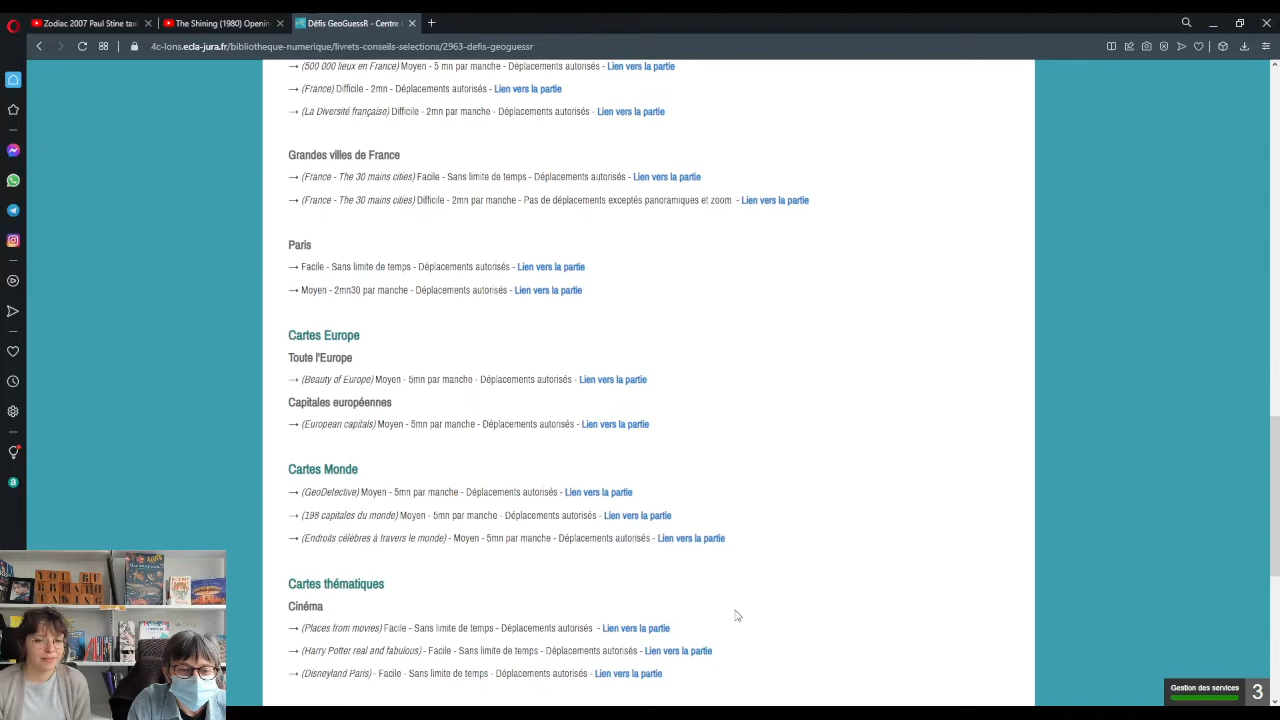 Zodiac 2007 Paul Stine tax
The Shining (1980) Openin
Défis GeoGuessR - Centre
4c-lons.ecla-jura.fr/bibliotheque-numerique/livrets-conseils-selections/2963-defis-geoguessr
→ (500 000 lieux en France) Moyen - 5 mn par manche - Déplacements autorisés - Lien vers la partie
→ (France) Difficile - 2mn - Déplacements autorisés - Lien vers la partie
→ (La Diversité française) Difficile - 2mn par manche - Déplacements autorisés - Lien vers la partie
Grandes villes de France
→ (France - The 30 mains cities) Facile - Sans limite de temps - Déplacements autorisés - Lien vers la partie
→ (France - The 30 mains cities) Difficile - 2mn par manche - Pas de déplacements exceptés panoramiques et zoom - Lien vers la partie
Paris
→ Facile - Sans limite de temps - Déplacements autorisés - Lien vers la partie
→ Moyen - 2mn30 par manche - Déplacements autorisés - Lien vers la partie
Cartes Europe
Toute l'Europe
→ (Beauty of Europe) Moyen - 5mn par manche - Déplacements autorisés - Lien vers la partie
Capitales européennes
→ (European capitals) Moyen - 5mn par manche - Déplacements autorisés - Lien vers la partie
Cartes Monde
→ (GeoDetective) Moyen - 5mn par manche - Déplacements autorisés - Lien vers la partie
→ (198 capitales du monde) Moyen - 5mn par manche - Déplacements autorisés - Lien vers la partie
→ (Endroits célèbres à travers le monde) - Moyen - 5mn par manche - Déplacements autorisés - Lien vers la partie
Cartes thématiques
Cinéma
→ (Places from movies) Facile - Sans limite de temps - Déplacements autorisés - Lien vers la partie
→ (Harry Potter real and fabulous) - Facile - Sans limite de temps - Déplacements autorisés - Lien vers la partie
→ (Disneyland Paris) - Facile - Sans limite de temps - Déplacements autorisés - Lien vers la partie
Gestion des services
3